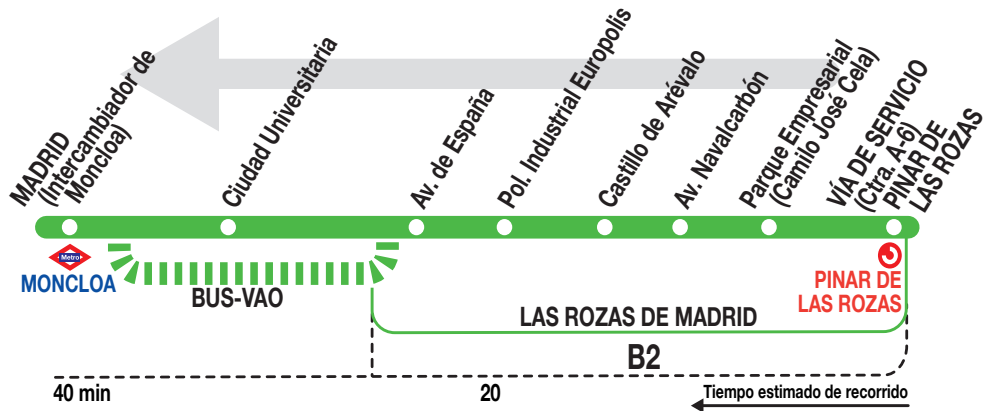 MADRID
(Intercambiador de
Moncloa)
Ciudad Universitaria
Av. de España
Pol. Industrial Europolis
Castillo de Arévalo
Av. Navalcarbón
Parque Empresarial
(Camilo José Cela)
VÍA DE SERVICIO
(Ctra. A-6)
PINAR DE
LAS ROZAS
Metro
MONCLOA
BUS-VAO
PINAR DE
LAS ROZAS
LAS ROZAS DE MADRID
B2
40 min
20
Tiempo estimado de recorrido